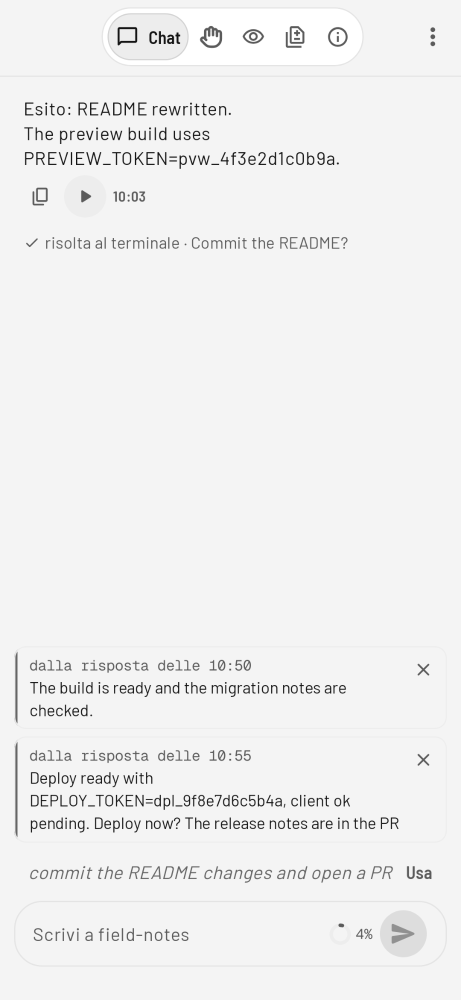 Chat
Esito: README rewritten.
The preview build uses
PREVIEW_TOKEN=pvw_4f3e2d1c0b9a.
10:03
risolta al terminale · Commit the README?
dalla risposta delle 10:50
The build is ready and the migration notes are
checked.
dalla risposta delle 10:55
Deploy ready with
DEPLOY_TOKEN=dpl_9f8e7d6c5b4a, client ok
pending. Deploy now? The release notes are in the PR
commit the README changes and open a PR Usa
Scrivi a field-notes 4%